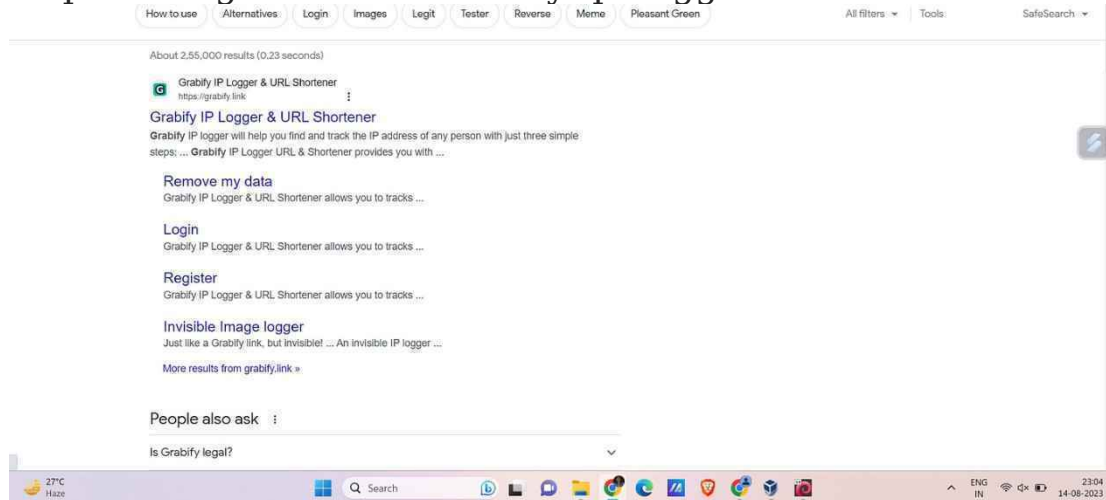 How to use Alternatives Login Images Legit Tester Reverse Meme Pleasant Green All filters Tools SafeSearch
About 2,55,000 results (0.23 seconds)
G Grabify IP Logger & URL Shortener
https://grabify.link
Grabify IP Logger & URL Shortener
Grabify IP logger will help you find and track the IP address of any person with just three simple
steps: ... Grabify IP Logger URL & Shortener provides you with ...
Remove my data
Grabify IP Logger & URL Shortener allows you to tracks ...
Login
Grabify IP Logger & URL Shortener allows you to tracks ...
Register
Grabify IP Logger & URL Shortener allows you to tracks ...
Invisible Image logger
Just like a Grabify link, but invisible! ... An invisible IP logger ...
More results from grabify.link »
People also ask
Is Grabify legal?
27°C
Haze
Search
ENG
IN
23:04
14-08-2023